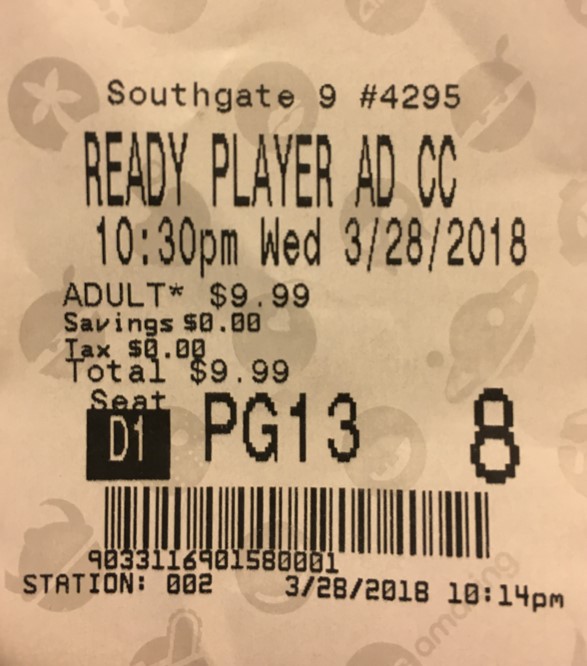 Southgate 9 #4295
READY PLAYER AD CC
10:30pm Wed 3/28/2018
ADULT* $9.99
Savings $0.00
Tax $0.00
Total $9.99
Seat
D1 PG13 8
9033116901580001
STATION: 002 3/28/2018 10:14pm
amazing